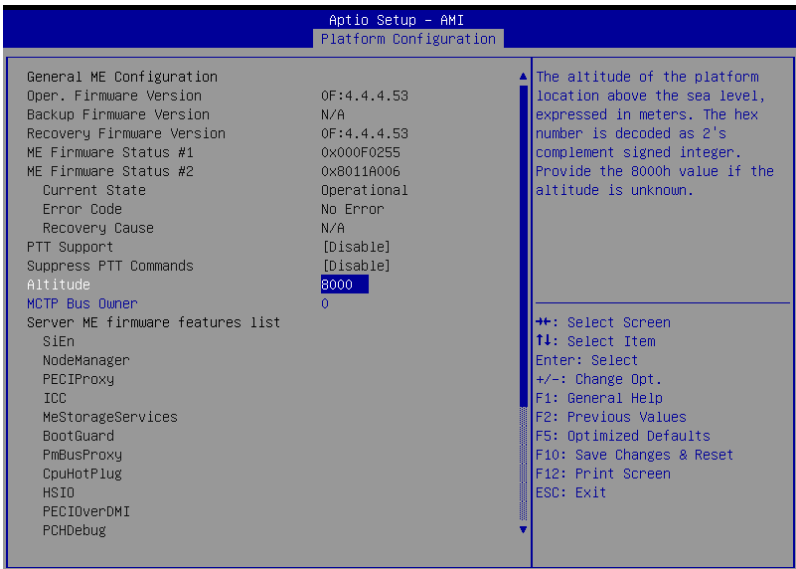 Aptio Setup – AMI
Platform Configuration
General ME Configuration
Oper. Firmware Version 0F:4.4.4.53
Backup Firmware Version N/A
Recovery Firmware Version 0F:4.4.4.53
ME Firmware Status #1 0x000F0255
ME Firmware Status #2 0x8011A006
Current State Operational
Error Code No Error
Recovery Cause N/A
PTT Support [Disable]
Suppress PTT Commands [Disable]
Altitude 8000
MCTP Bus Owner 0
Server ME firmware features list
SiEn
NodeManager
PECIProxy
ICC
MeStorageServices
BootGuard
PmBusProxy
CpuHotPlug
HSIO
PECIOverDMI
PCHDebug
The altitude of the platform
location above the sea level,
expressed in meters. The hex
number is decoded as 2's
complement signed integer.
Provide the 8000h value if the
altitude is unknown.
→←: Select Screen
↑↓: Select Item
Enter: Select
+/-: Change Opt.
F1: General Help
F2: Previous Values
F5: Optimized Defaults
F10: Save Changes & Reset
F12: Print Screen
ESC: Exit